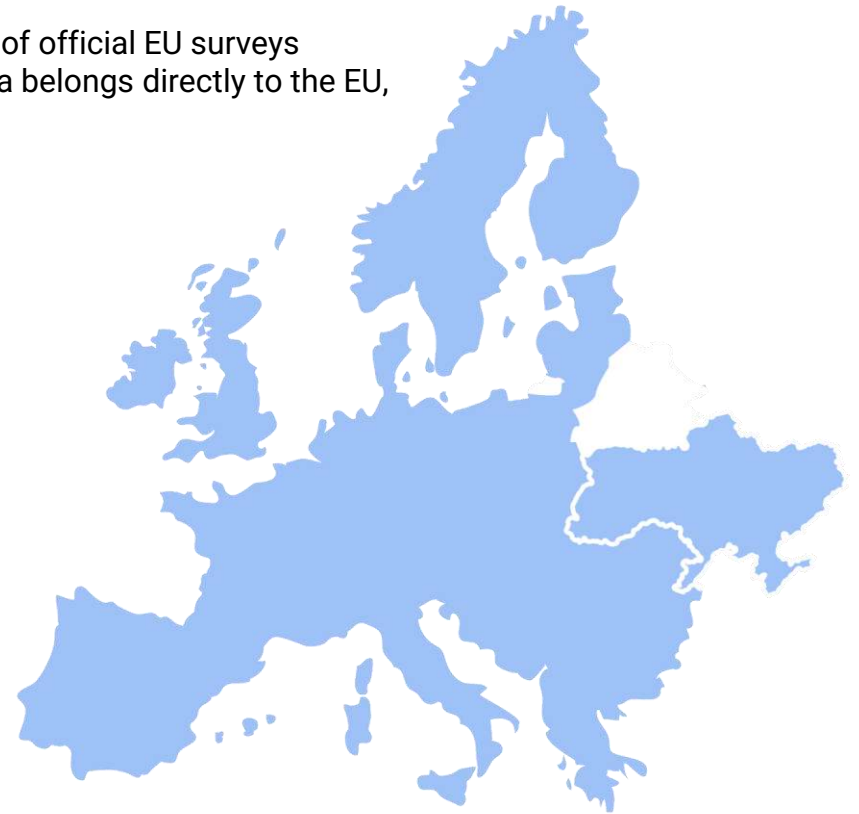 of official EU surveys
a belongs directly to the EU,